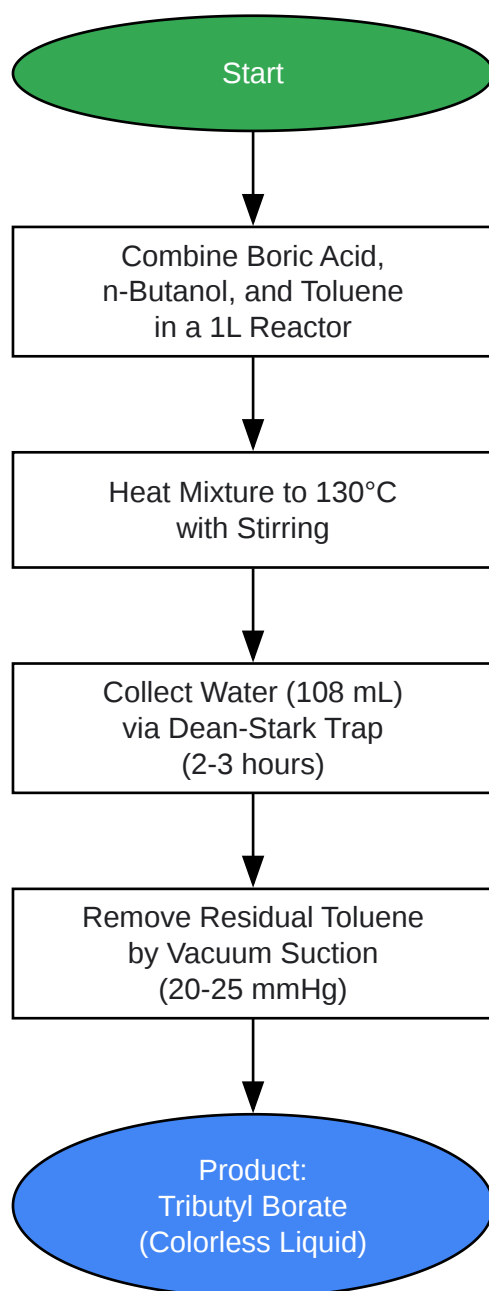 Start
Combine Boric Acid,
n-Butanol, and Toluene
in a 1L Reactor
Heat Mixture to 130°C
with Stirring
Collect Water (108 mL)
via Dean-Stark Trap
(2-3 hours)
Remove Residual Toluene
by Vacuum Suction
(20-25 mmHg)
Product:
Tributyl Borate
(Colorless Liquid)